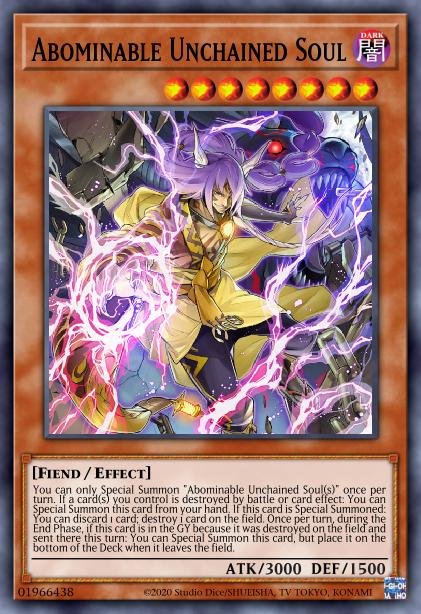 Abominable Unchained Soul
DARK
闇
[Fiend / Effect]
You can only Special Summon "Abominable Unchained Soul(s)" once per
turn. If a card(s) you control is destroyed by battle or card effect: You can
Special Summon this card from your hand. If this card is Special Summoned:
You can discard 1 card; destroy 1 card on the field. Once per turn, during the
End Phase, if this card is in the GY because it was destroyed on the field and
sent there this turn: You can Special Summon this card, but place it on the
bottom of the Deck when it leaves the field.
ATK/3000 DEF/1500
01966438 ©2020 Studio Dice/SHUEISHA, TV TOKYO, KONAMI